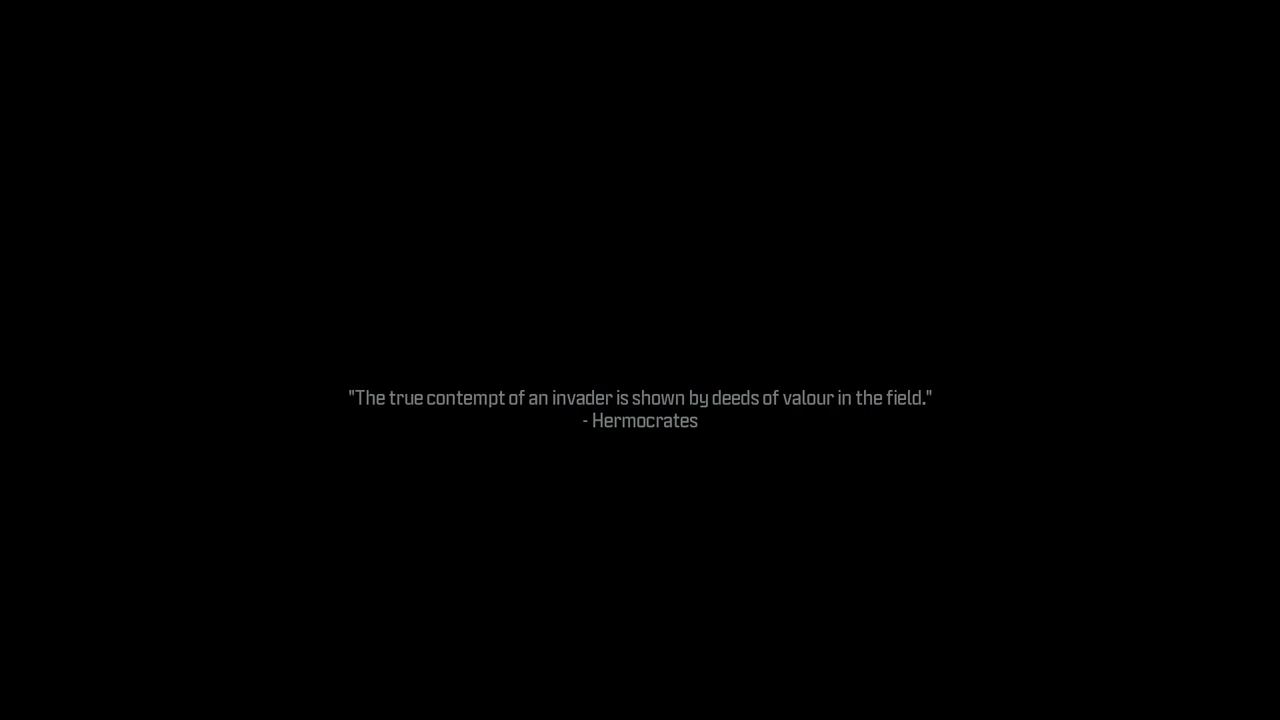 "The true contempt of an invader is shown by deeds of valour in the field."
- Hermocrates